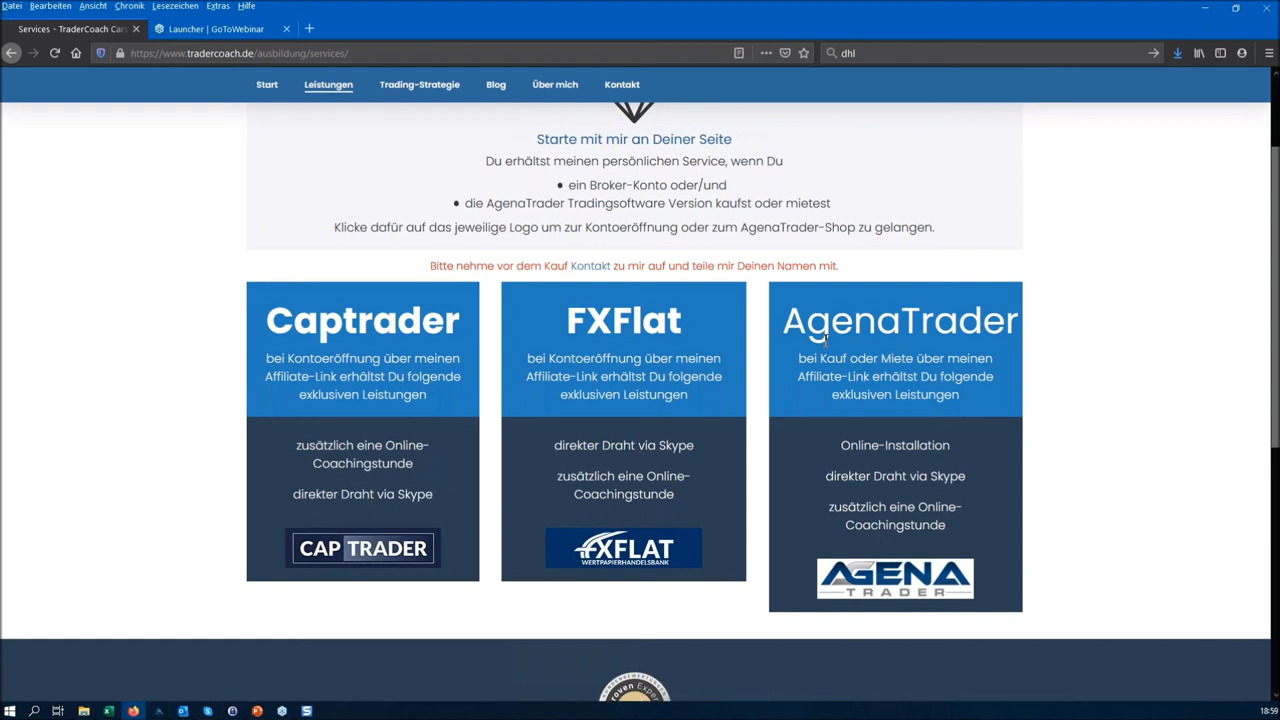 Datei Bearbeiten Ansicht Chronik Lesezeichen Extras Hilfe
Services - TraderCoach Cars
Launcher | GoToWebinar
https://www.tradercoach.de/ausbildung/services/
dhl
Start Leistungen Trading-Strategie Blog Über mich Kontakt
Starte mit mir an Deiner Seite
Du erhältst meinen persönlichen Service, wenn Du
• ein Broker-Konto oder/und
• die AgenaTrader Tradingsoftware Version kaufst oder mietest
Klicke dafür auf das jeweilige Logo um zur Kontoeröffnung oder zum AgenaTrader-Shop zu gelangen.
Bitte nehme vor dem Kauf Kontakt zu mir auf und teile mir Deinen Namen mit.
Captrader
bei Kontoeröffnung über meinen
Affiliate-Link erhältst Du folgende
exklusiven Leistungen
zusätzlich eine Online-
Coachingstunde
direkter Draht via Skype
CAP TRADER
FXFlat
bei Kontoeröffnung über meinen
Affiliate-Link erhältst Du folgende
exklusiven Leistungen
direkter Draht via Skype
zusätzlich eine Online-
Coachingstunde
FXFLAT
WERTPAPIERHANDELSBANK
AgenaTrader
bei Kauf oder Miete über meinen
Affiliate-Link erhältst Du folgende
exklusiven Leistungen
Online-Installation
direkter Draht via Skype
zusätzlich eine Online-
Coachingstunde
AGENA
TRADER
18:59